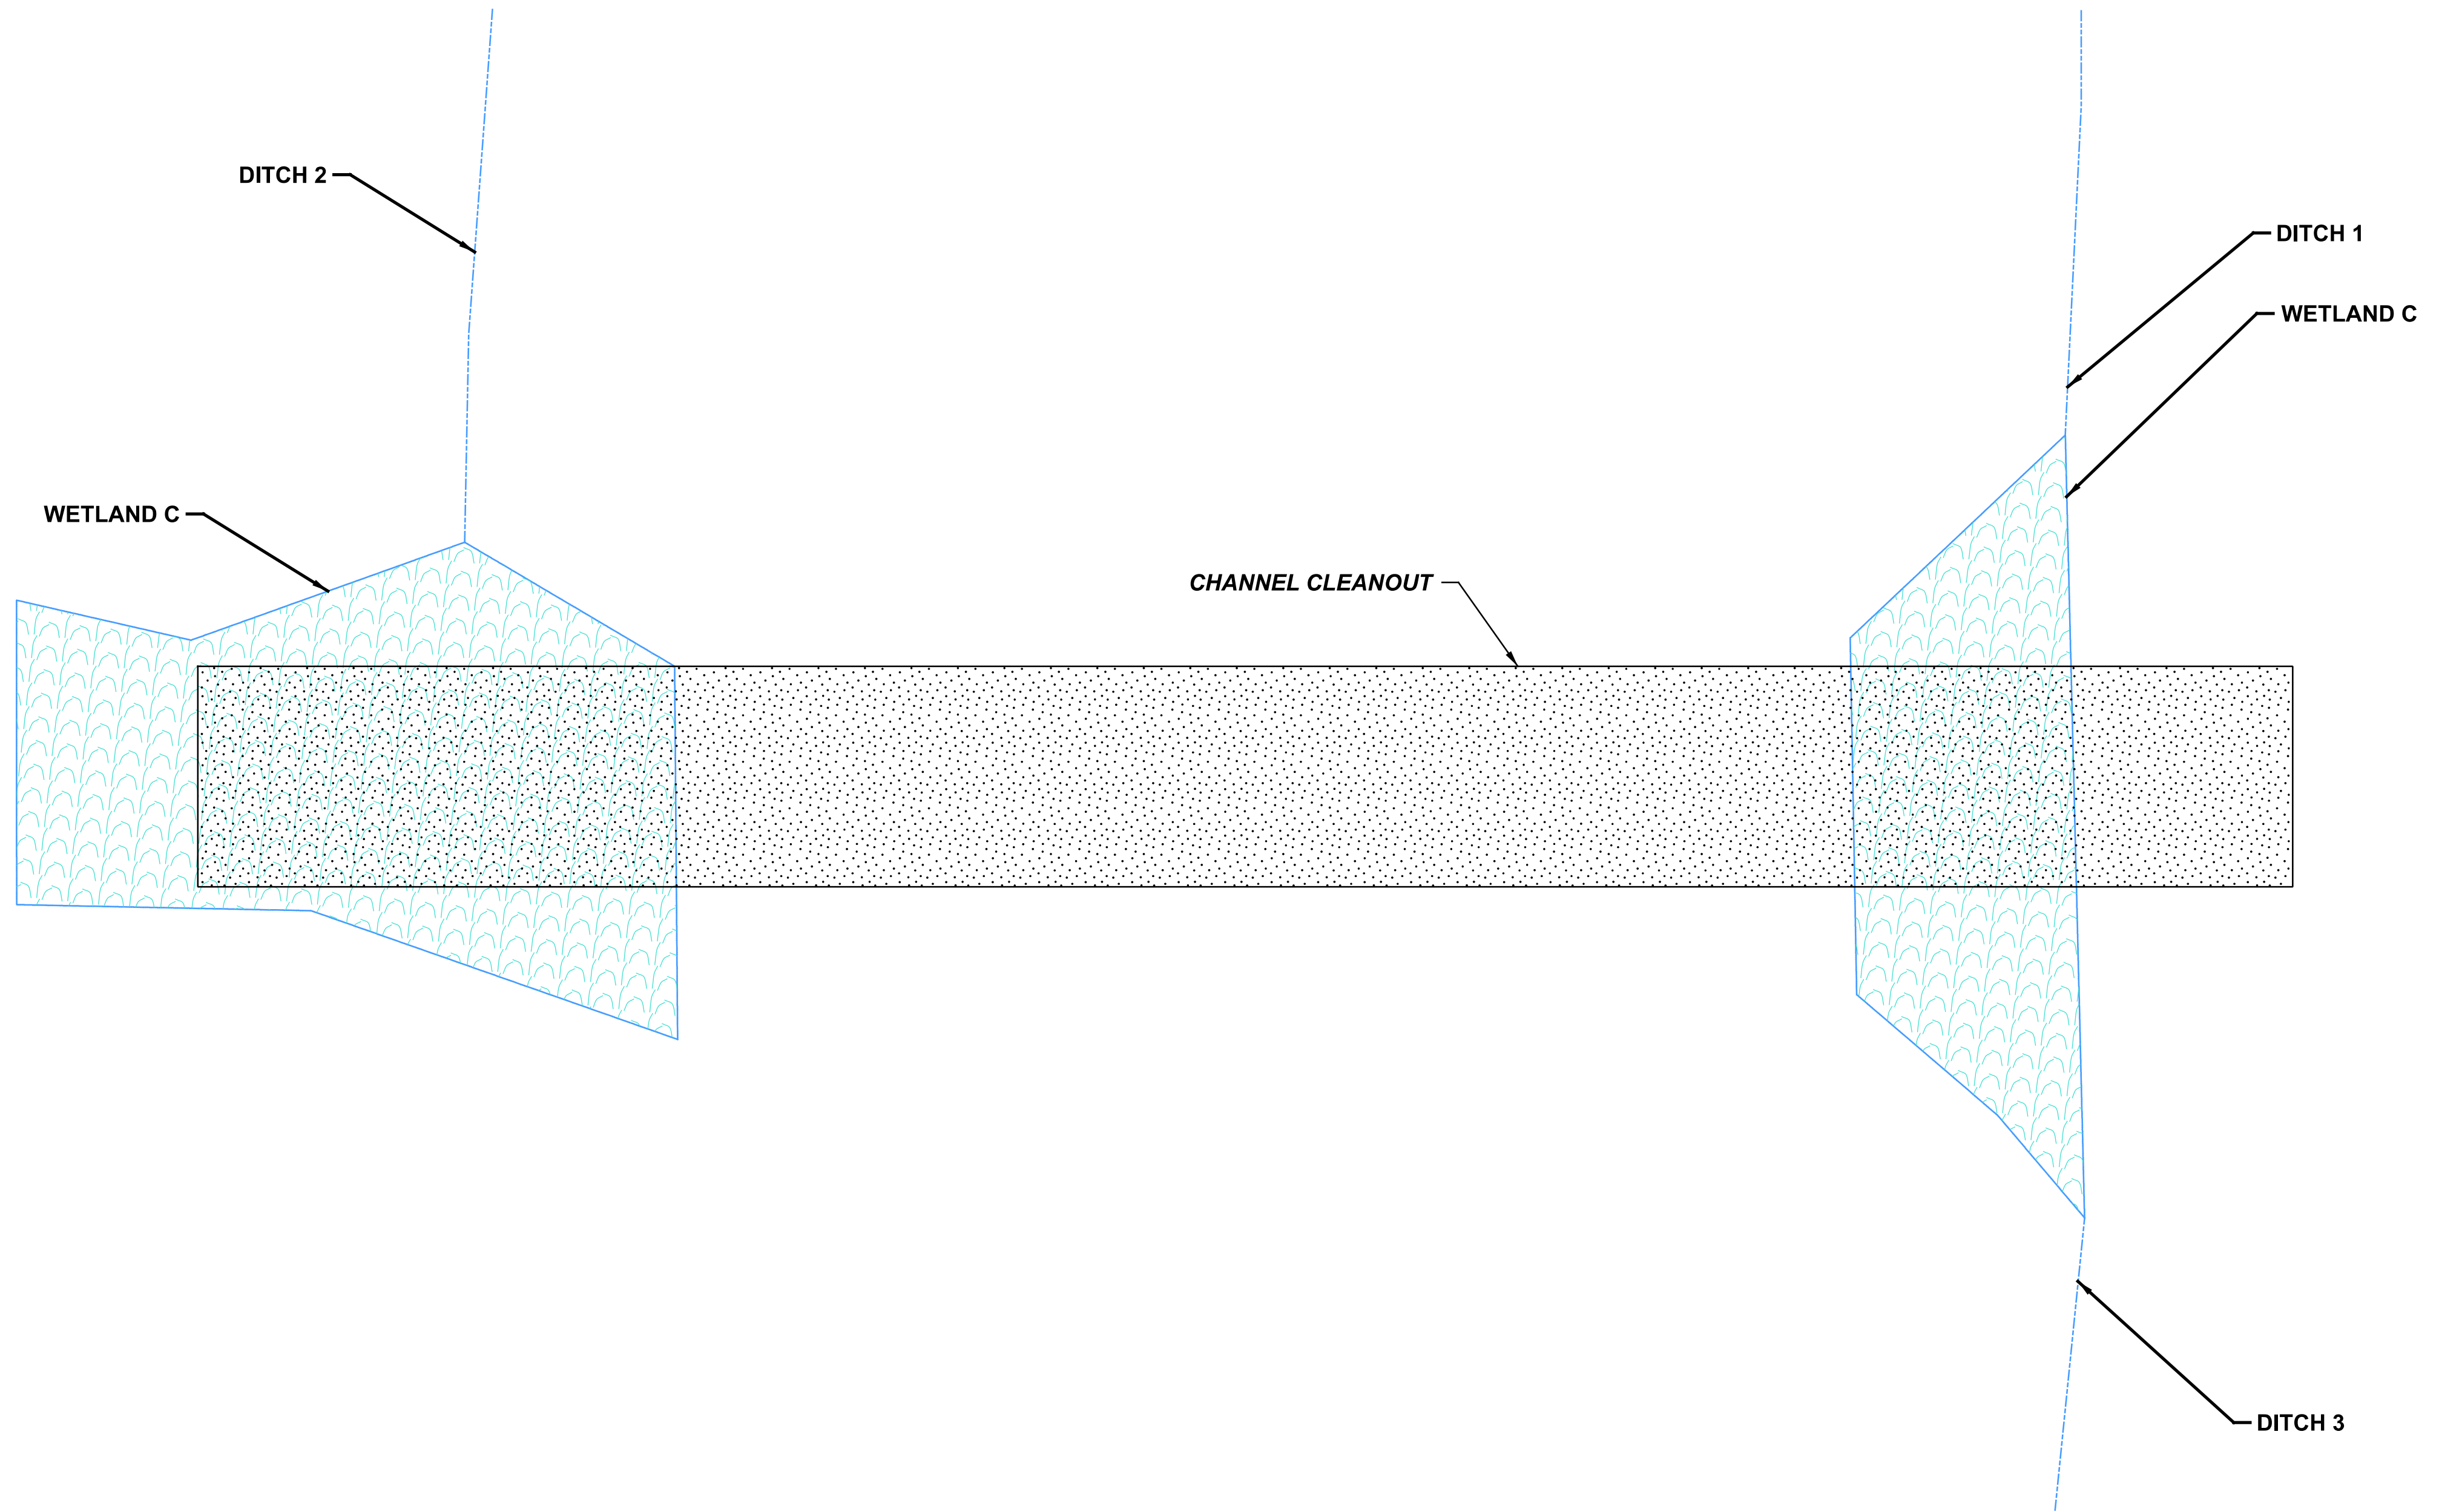 DITCH 2
DITCH 1
WETLAND C
WETLAND C
CHANNEL CLEANOUT
DITCH 3